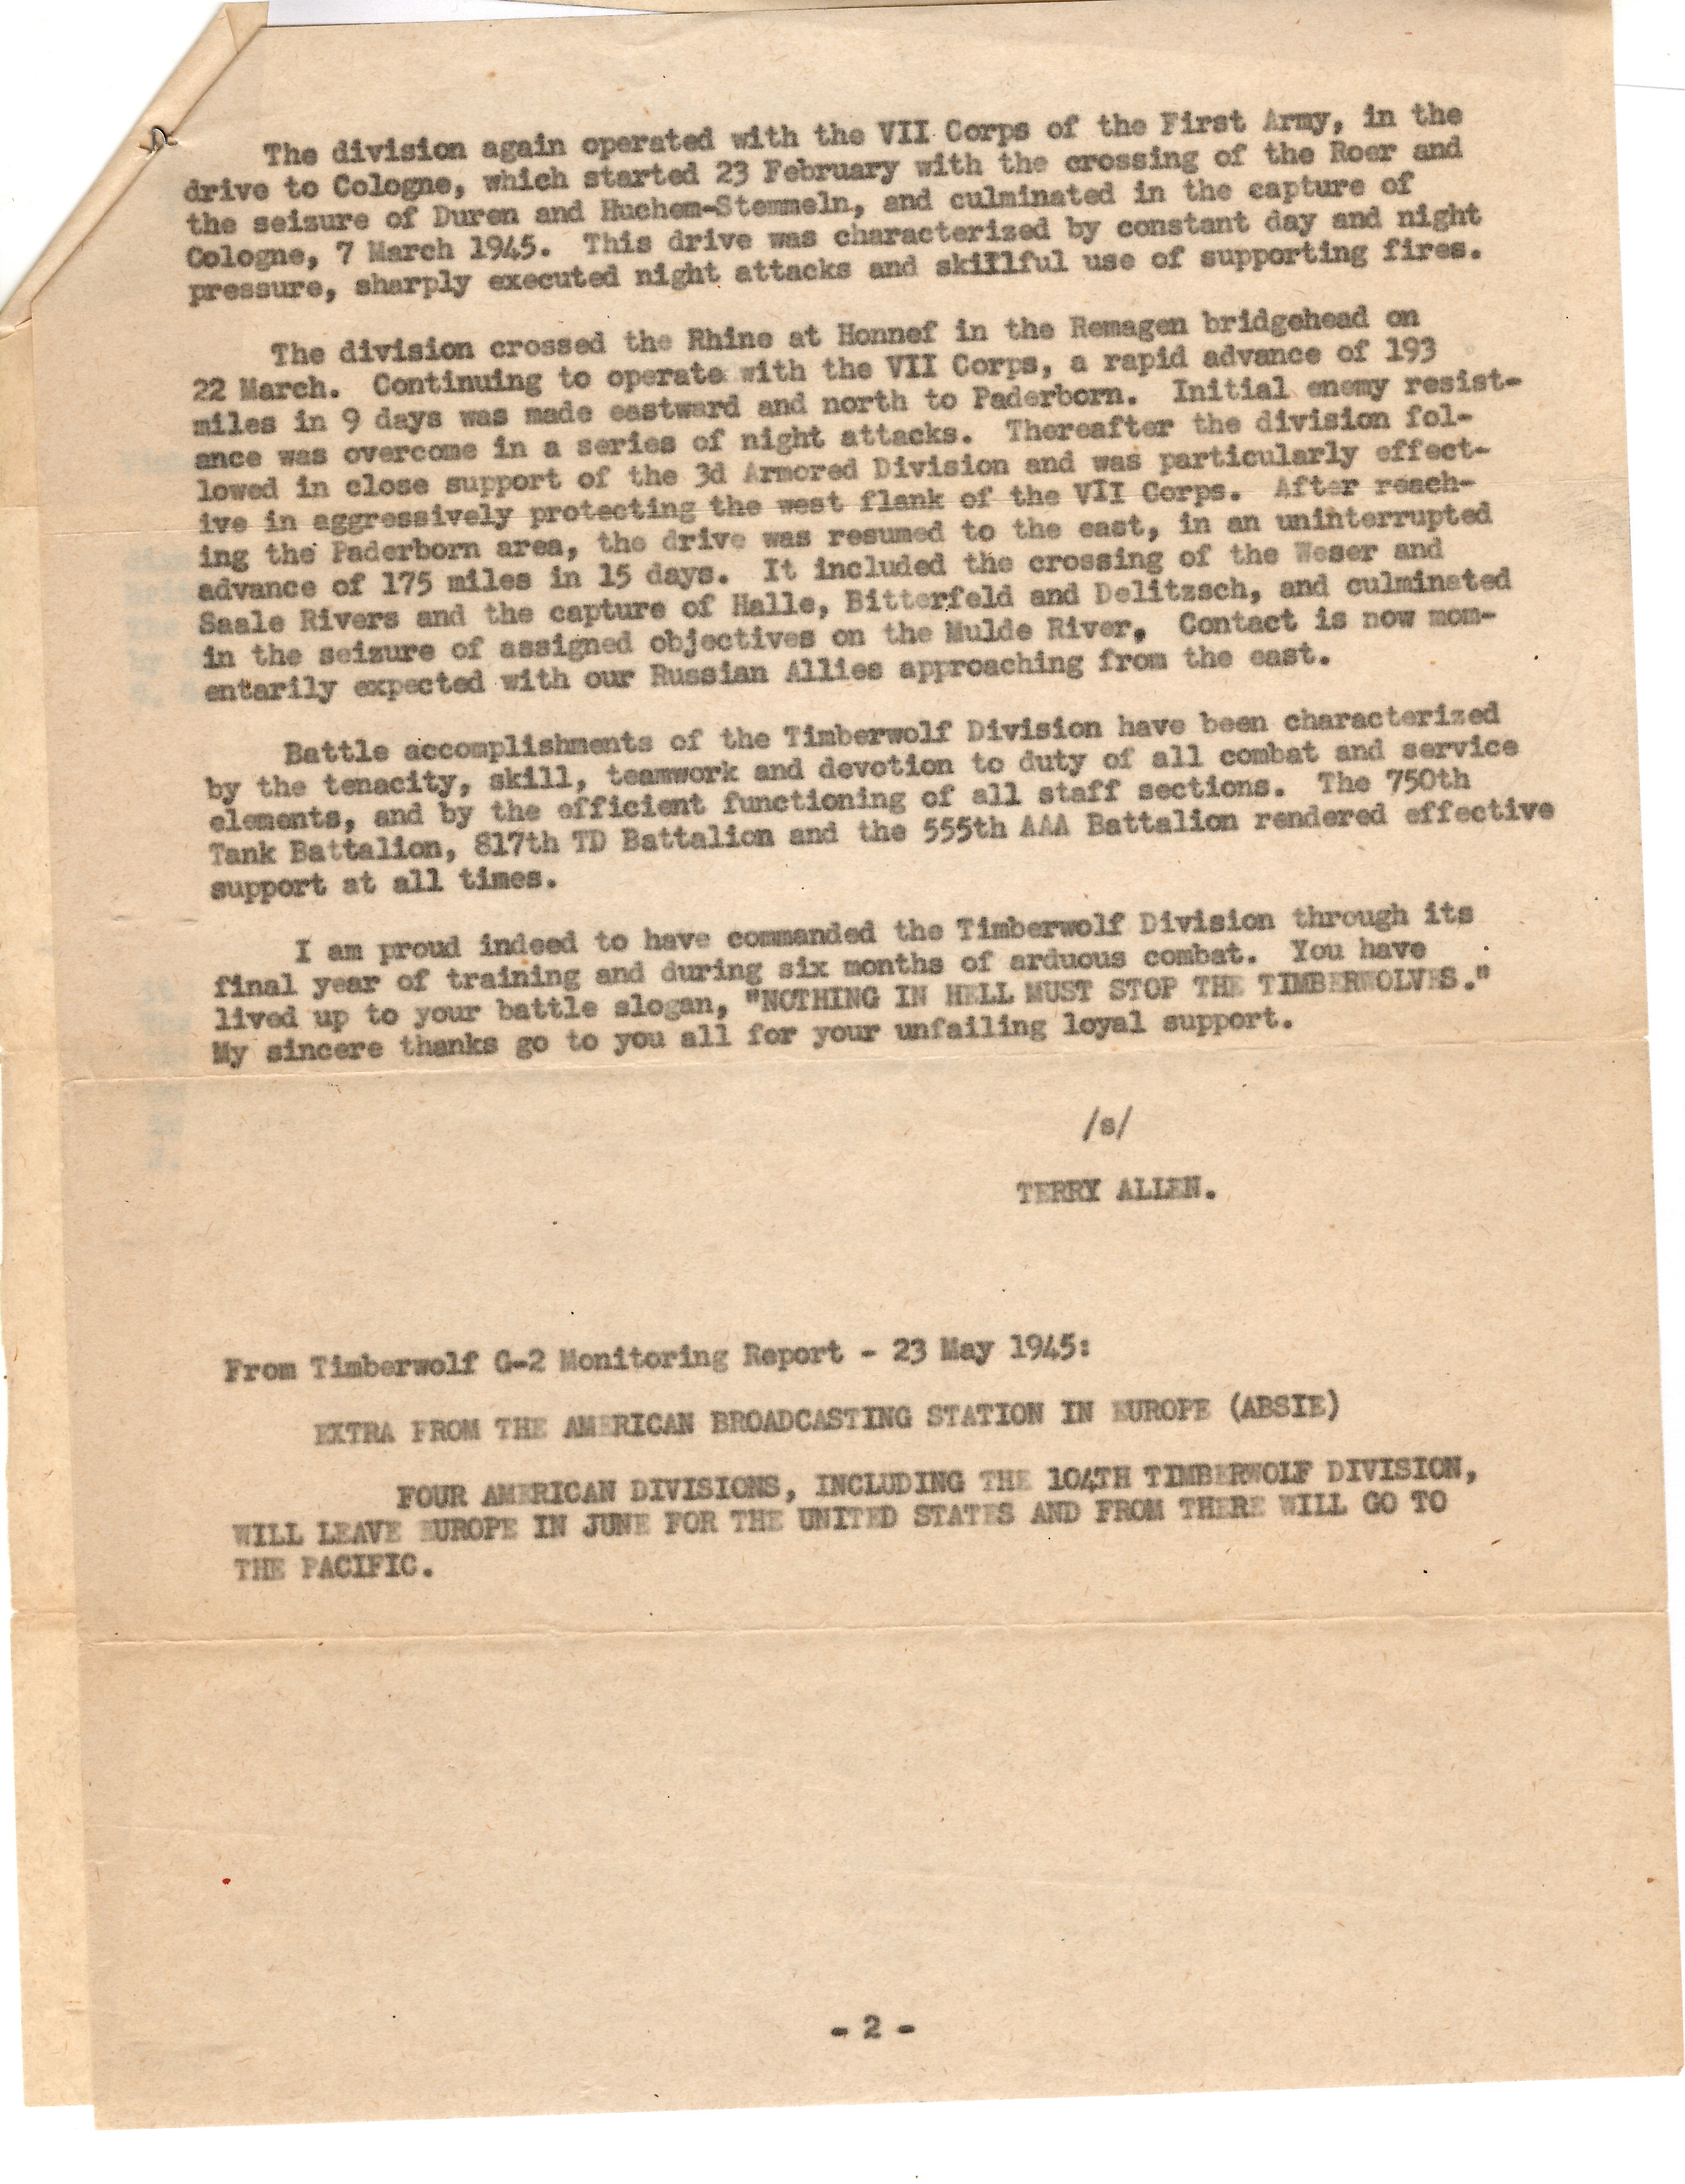 The division again operated with the VII Corps of the First Army, in the
drive to Cologne, which started 23 February with the crossing of the Roer and
the seizure of Duren and Huchem-Stemmeln, and culminated in the capture of
Cologne, 7 March 1945. This drive was characterized by constant day and night
pressure, sharply executed night attacks and skillful use of supporting fires.
The division crossed the Rhine at Honnef in the Remagen bridgehead on
22 March. Continuing to operate with the VII Corps, a rapid advance of 193
miles in 9 days was made eastward and north to Paderborn. Initial enemy resist-
ance was overcome in a series of night attacks. Thereafter the division fol-
lowed in close support of the 3d Armored Division and was particularly effect-
ive in aggressively protecting the west flank of the VII Corps. After reach-
ing the Paderborn area, the drive was resumed to the east, in an uninterrupted
advance of 175 miles in 15 days. It included the crossing of the Weser and
Saale Rivers and the capture of Halle, Bitterfeld and Delitzsch, and culminated
in the seizure of assigned objectives on the Mulde River. Contact is now mom-
entarily expected with our Russian Allies approaching from the east.
Battle accomplishments of the Timberwolf Division have been characterized
by the tenacity, skill, teamwork and devotion to duty of all combat and service
elements, and by the efficient functioning of all staff sections. The 750th
Tank Battalion, 817th TD Battalion and the 555th AAA Battalion rendered effective
support at all times.
I am proud indeed to have commanded the Timberwolf Division through its
final year of training and during six months of arduous combat. You have
lived up to your battle slogan, "NOTHING IN HELL MUST STOP THE TIMBERWOLVES."
My sincere thanks go to you all for your unfailing loyal support.
/s/
TERRY ALLEN.
From Timberwolf G-2 Monitoring Report - 23 May 1945:
EXTRA FROM THE AMERICAN BROADCASTING STATION IN EUROPE (ABSIE)
FOUR AMERICAN DIVISIONS, INCLUDING THE 104TH TIMBERWOLF DIVISION,
WILL LEAVE EUROPE IN JUNE FOR THE UNITED STATES AND FROM THERE WILL GO TO
THE PACIFIC.
- 2 -